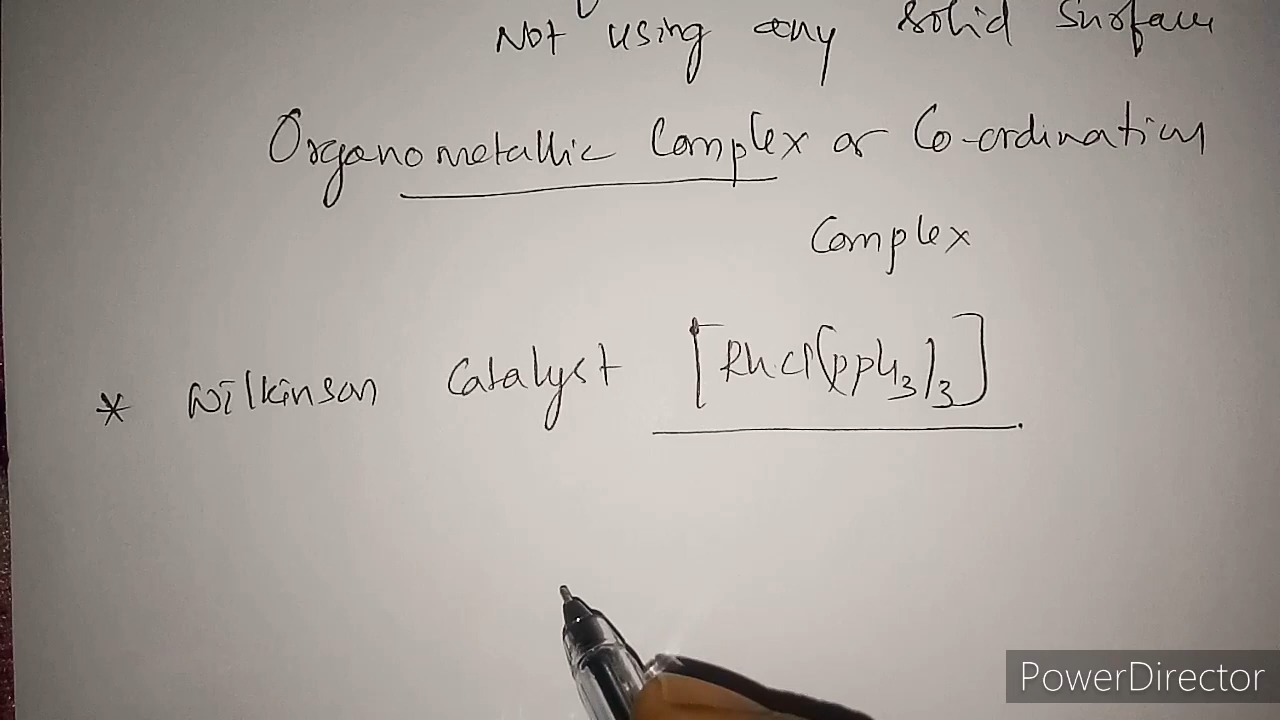 Not using any solid surface
Organometallic Complex or Co-ordination
Complex
* Wilkinson Catalyst [RhCl(PPh3)3]
PowerDirector